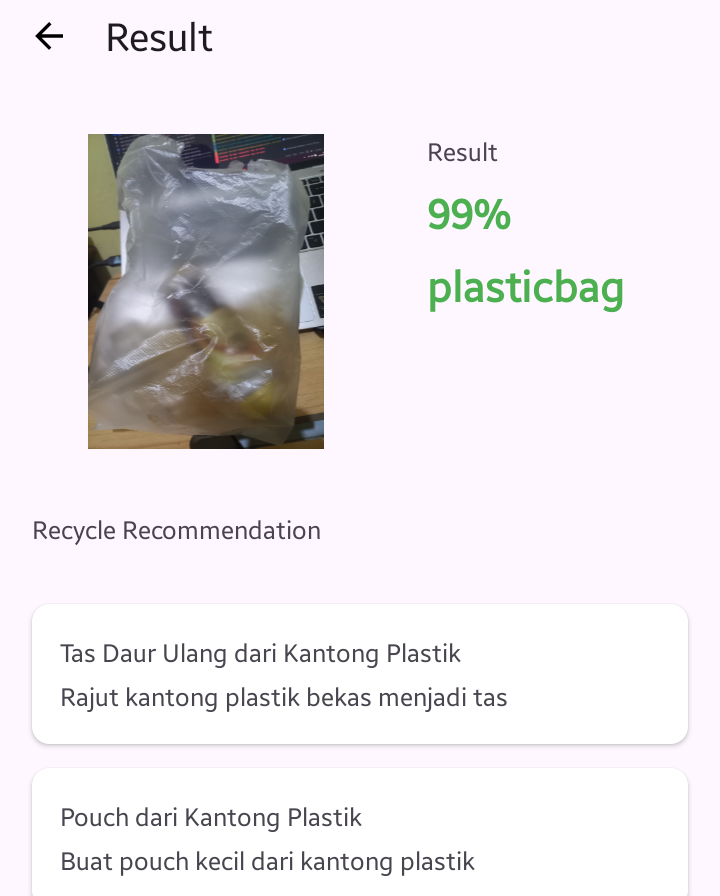 Result
Result
99%
plasticbag
Recycle Recommendation
Tas Daur Ulang dari Kantong Plastik
Rajut kantong plastik bekas menjadi tas
Pouch dari Kantong Plastik
Buat pouch kecil dari kantong plastik